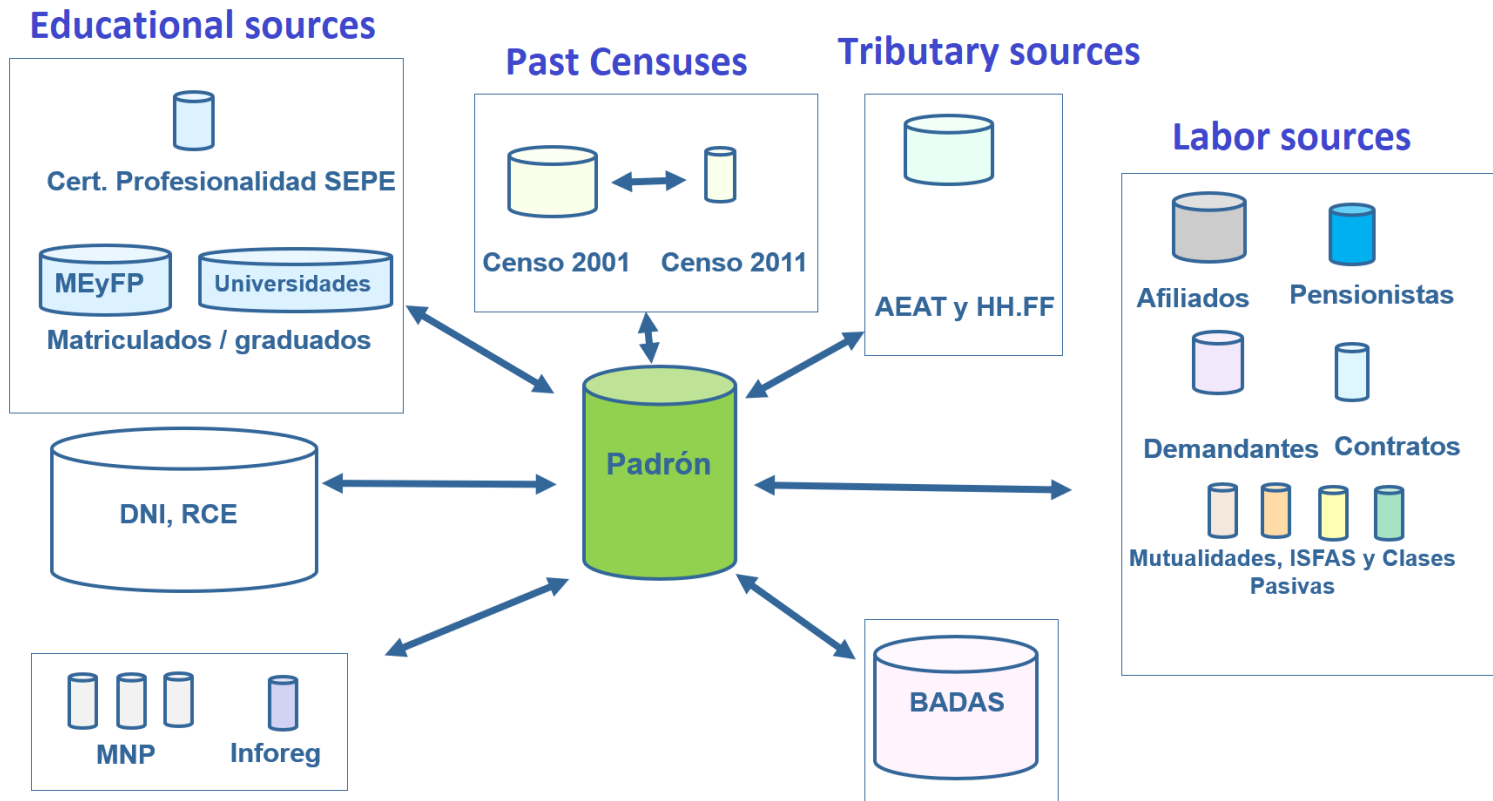 Educational sources
Cert. Profesionalidad SEPE
MEyFP
Universidades
Matriculados / graduados
Past Censuses
Censo 2001
Censo 2011
Tributary sources
AEAT y HH.FF
Labor sources
Afiliados
Pensionistas
Demandantes
Contratos
Mutualidades, ISFAS y Clases
Pasivas
Padrón
DNI, RCE
MNP
Inforeg
BADAS